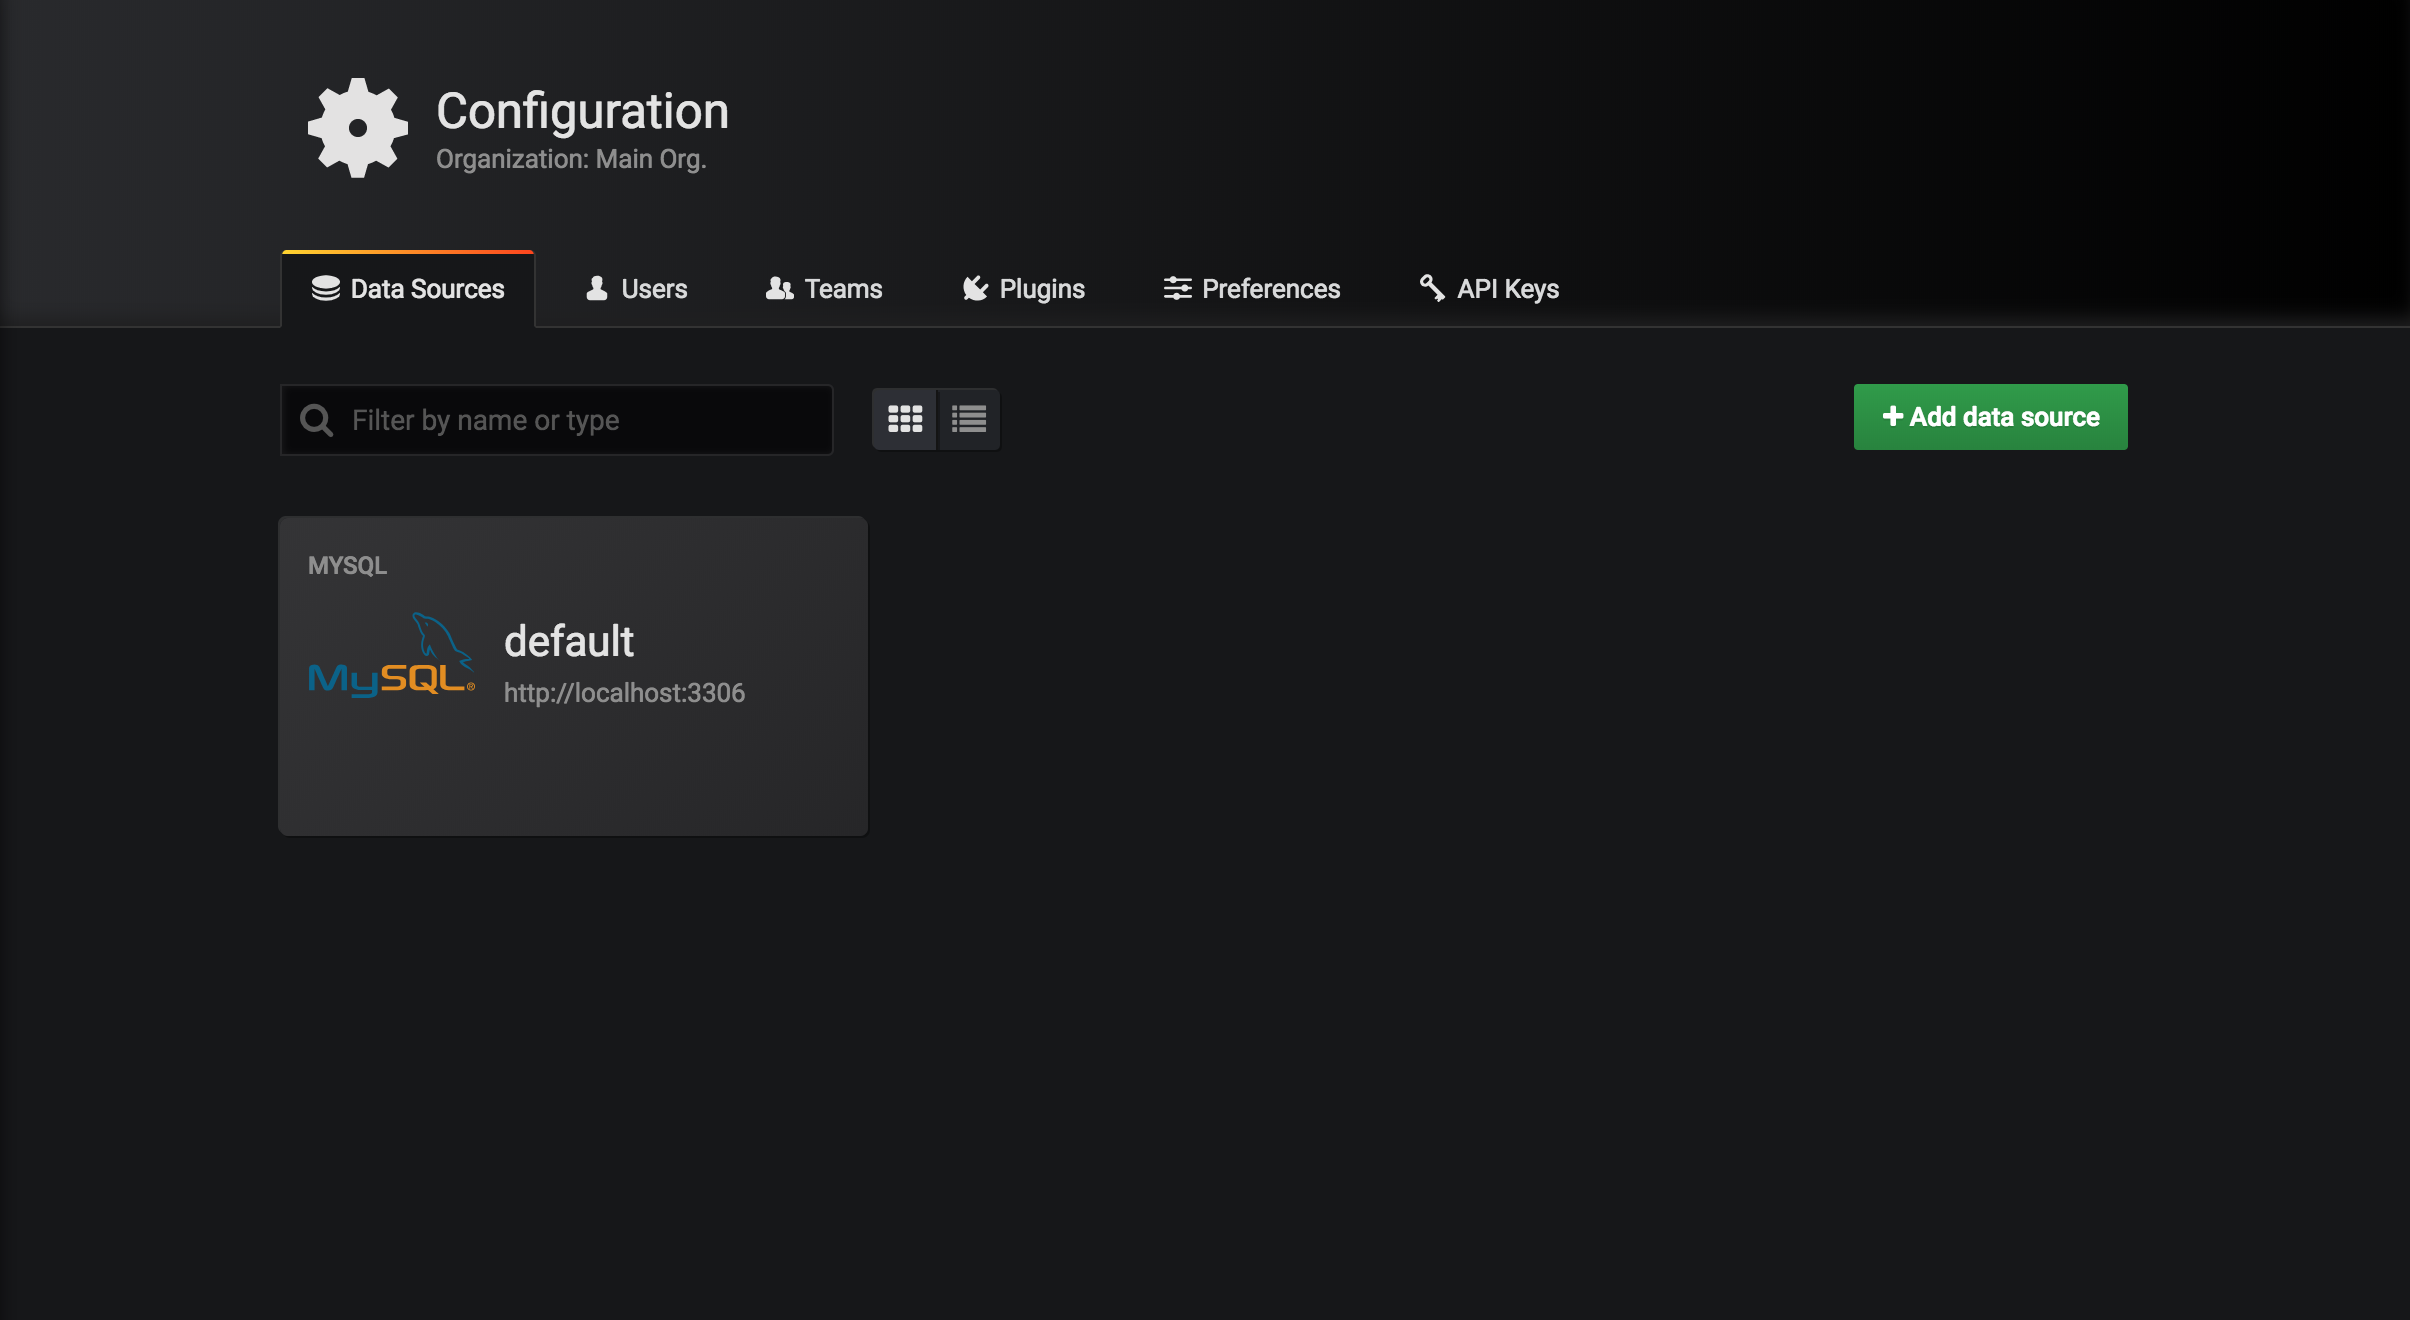 Configuration
Organization: Main Org.
Data Sources
Users
Teams
Plugins
Preferences
API Keys
Filter by name or type
Add data source
MYSQL
MySQL®
default
http://localhost:3306